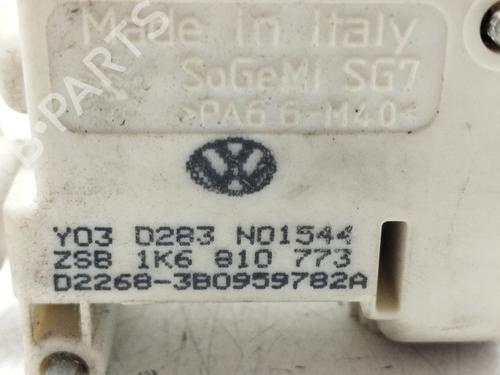 Made in italy
SoGeMi SG7
>PA6 6-M40<
Y03 D283 N01544
ZSB 1K6 810 773
D2268-3B0959782A
B-PARTS